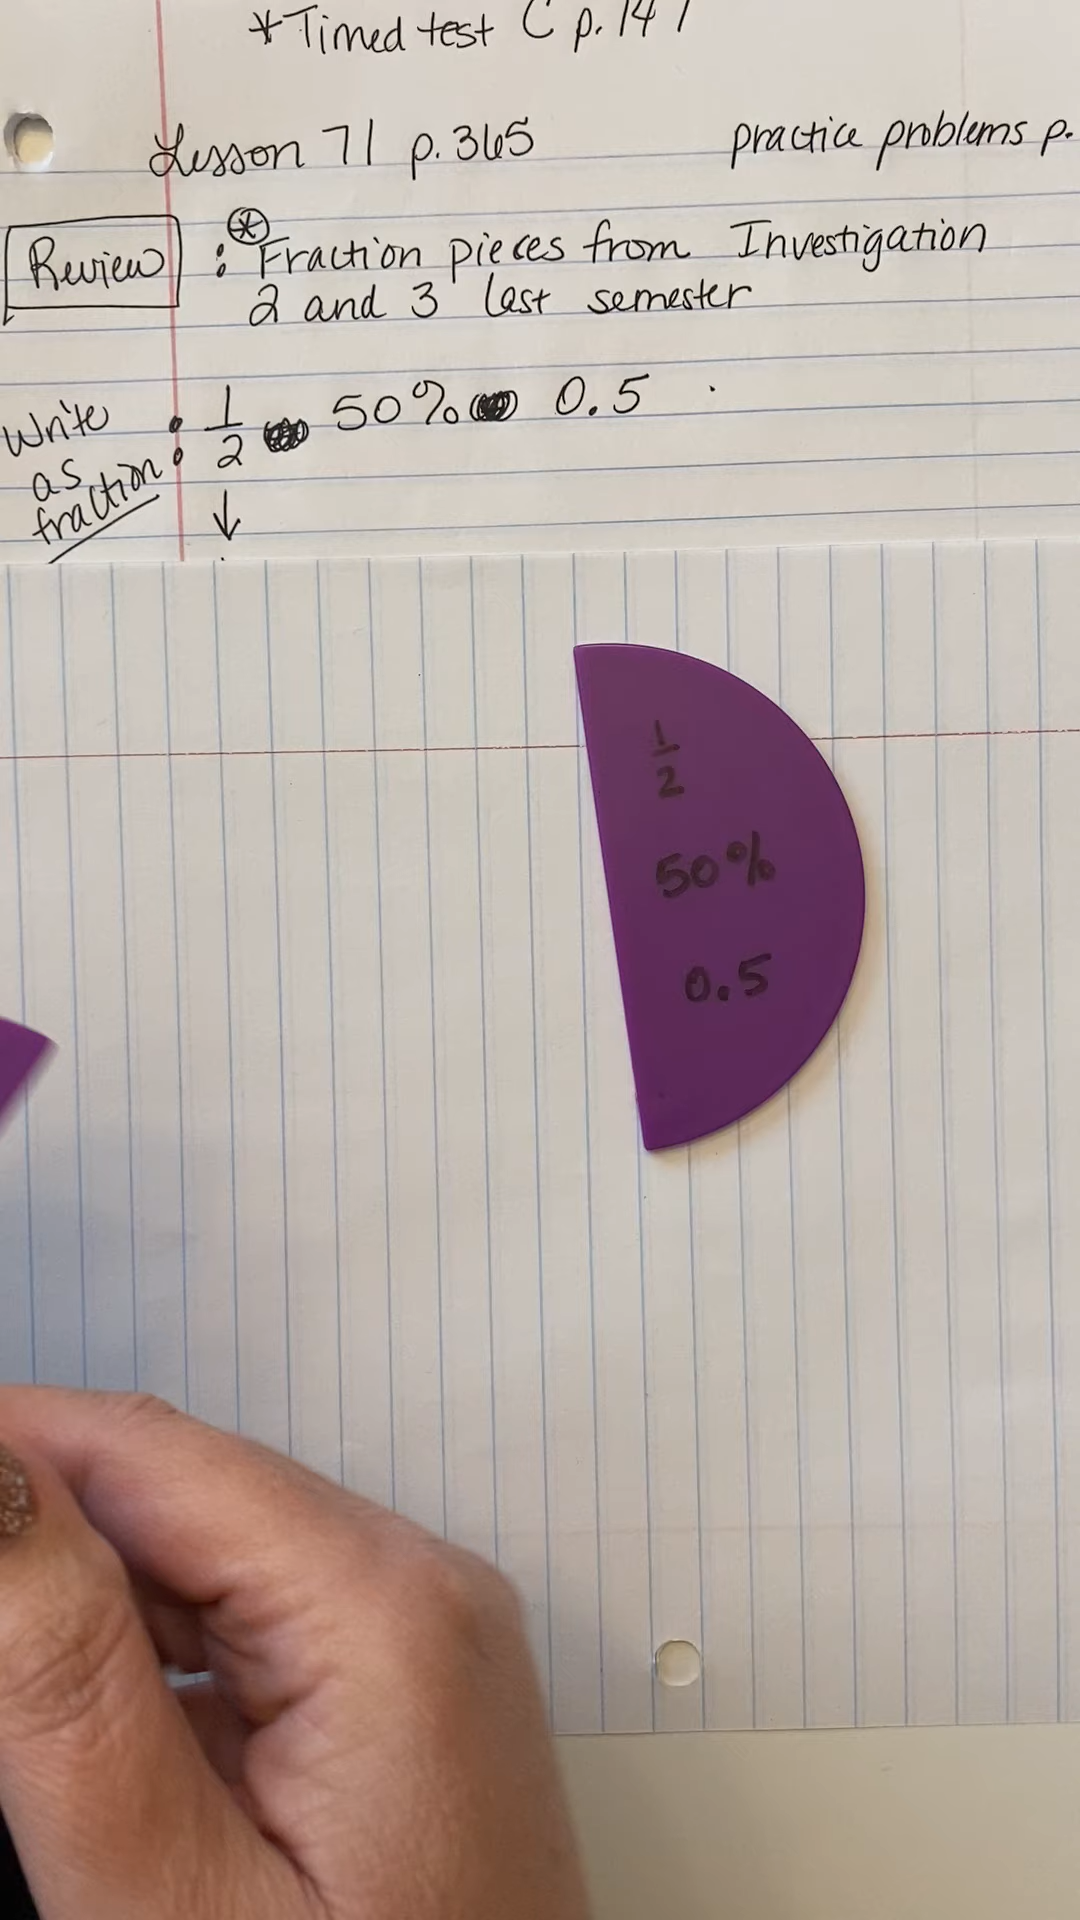 *Timed test C p. 147
Lesson 71 p. 365 practice problems p.
Review : * Fraction pieces from Investigation
2 and 3 last semester
Write as fraction : 1/2 50% 0.5
↓
1/2
50%
0.5